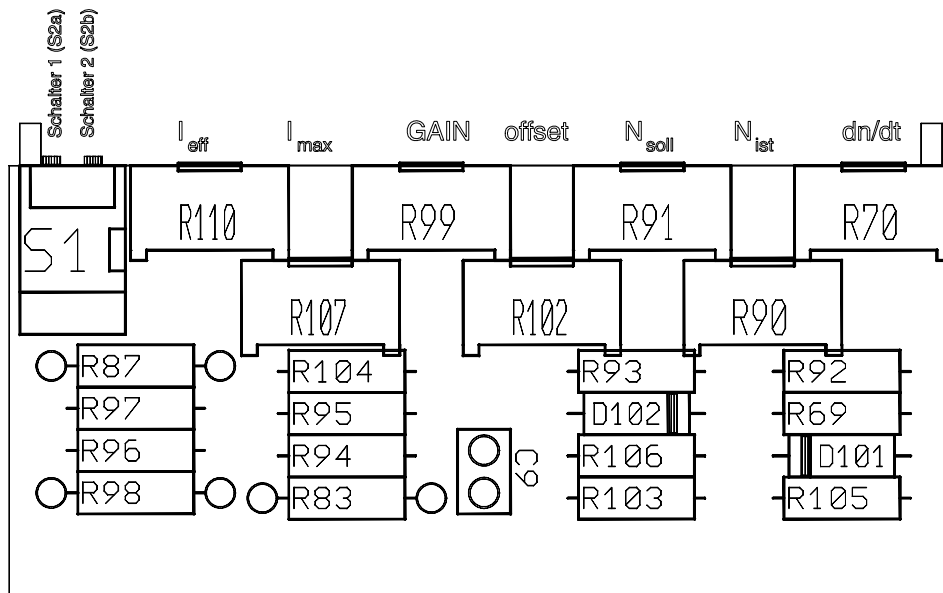 Schalter 1 (S2a)
Schalter 2 (S2b)
I eff
I max
GAIN
offset
N soll
N ist
dn/dt
R110
R99
R91
R70
S1
R107
R102
R90
R87
R104
R93
R92
R97
R95
D102
R69
R96
R94
C9
R106
D101
R98
R83
R103
R105